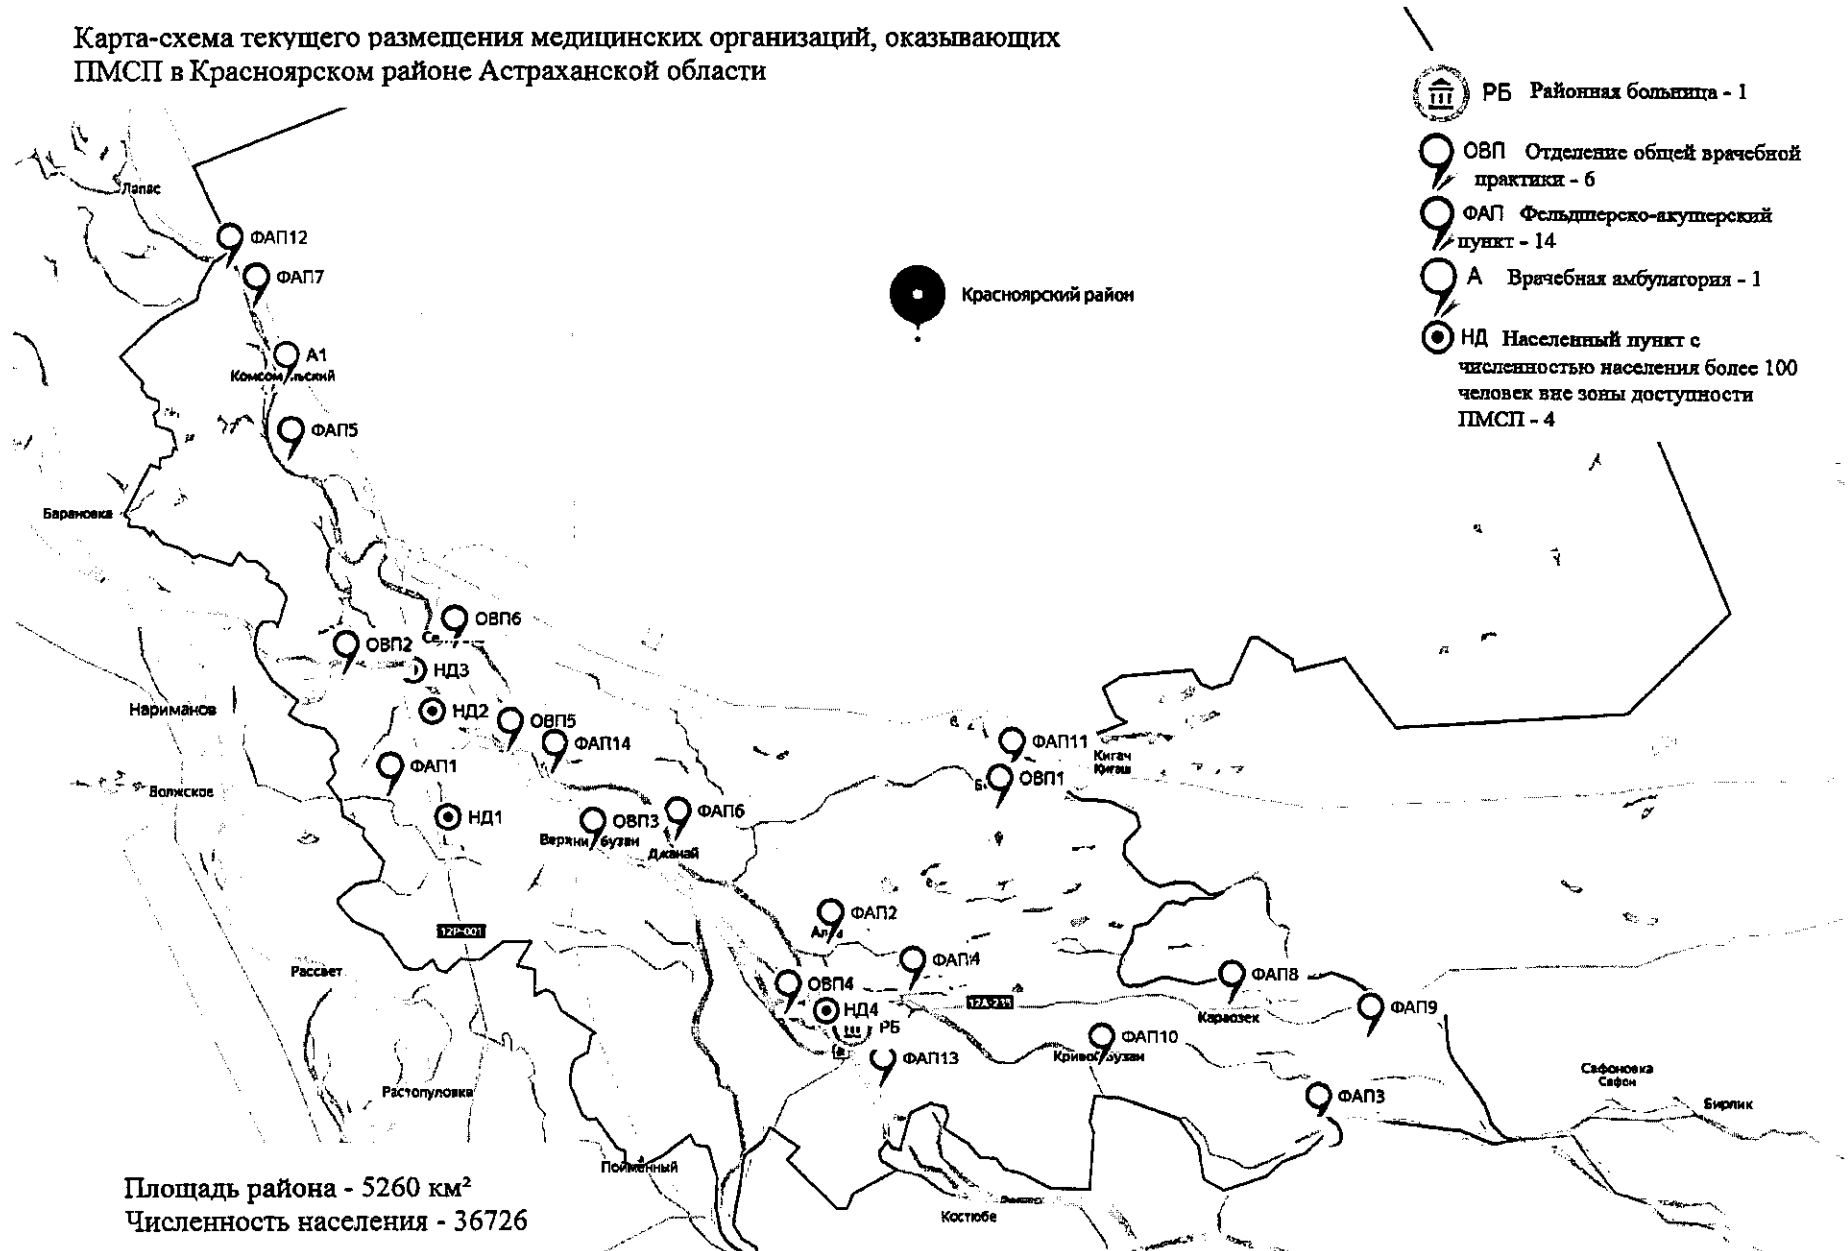 Карта-схема текущего размещения медицинских организаций, оказывающих
ПМСП в Красноярском районе Астраханской области
РБ Районная больница - 1
ОВП Отделение общей врачебной
практики - 6
ФАП Фельдшерско-акушерский
пункт - 14
А Врачебная амбулатория - 1
НД Населенный пункт с
численностью населения более 100
человек вне зоны доступности
ПМСП - 4
Лапас
ФАП12
ФАП7
Красноярский район
А1
ФАП5
Барановка
ОВП6
ОВП2
Се
НД3
Нариманов
НД2
ОВП5
ФАП14
ФАП11
Кигач
Кигаш
ФАП1
ОВП1
Волжское
НД1
ОВП3
ФАП6
Джанай
ФАП2
12Р-001
Рассвет
ФАП4
ОВП4
ФАП8
НД4
ФАП9
Караозек
РБ
ФАП10
ФАП13
Сафоновка
Сафон
Растопуловка
ФАП3
Бирлик
Пойменный
Костюбе
Площадь района - 5260 км²
Численность населения - 36726